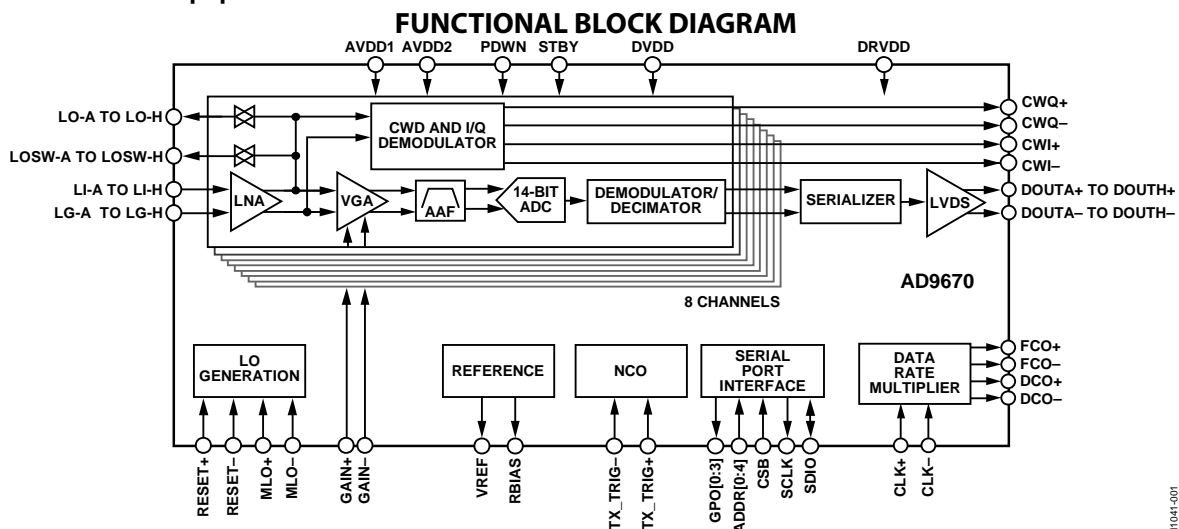 FUNCTIONAL BLOCK DIAGRAM
AVDD1 AVDD2 PDWN STBY DVDD DRVDD
LO-A TO LO-H
LOSW-A TO LOSW-H
LI-A TO LI-H
LG-A TO LG-H
CWD AND I/Q
DEMODULATOR
LNA
VGA
AAF
14-BIT
ADC
DEMODULATOR/
DECIMATOR
SERIALIZER
LVDS
CWQ+
CWQ–
CWI+
CWI–
DOUTA+ TO DOUTH+
DOUTA– TO DOUTH–
8 CHANNELS
AD9670
LO
GENERATION
REFERENCE
NCO
SERIAL
PORT
INTERFACE
DATA
RATE
MULTIPLIER
FCO+
FCO–
DCO+
DCO–
RESET+
RESET–
MLO+
MLO–
GAIN+
GAIN–
VREF
RBIAS
TX_TRIG–
TX_TRIG+
GPO[0:3]
ADDR[0:4]
CSB
SCLK
SDIO
CLK+
CLK–